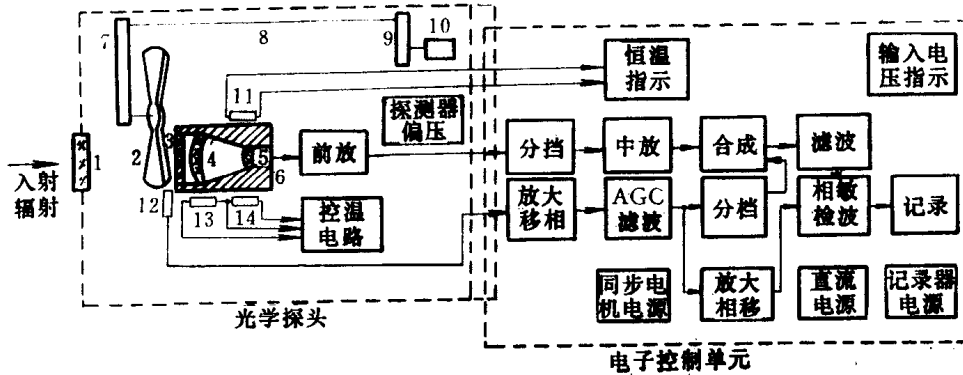 7
8
9
10
11
1
2
3
4
5
6
12
13
14
入射
辐射
探测器
偏压
前放
控温
电路
光学探头
恒温
指示
输入电
压指示
分挡
中放
合成
滤波
放大
移相
AGC
滤波
分档
相敏
检波
记录
同步电
机电源
放大
相移
直流
电源
记录器
电源
电子控制单元